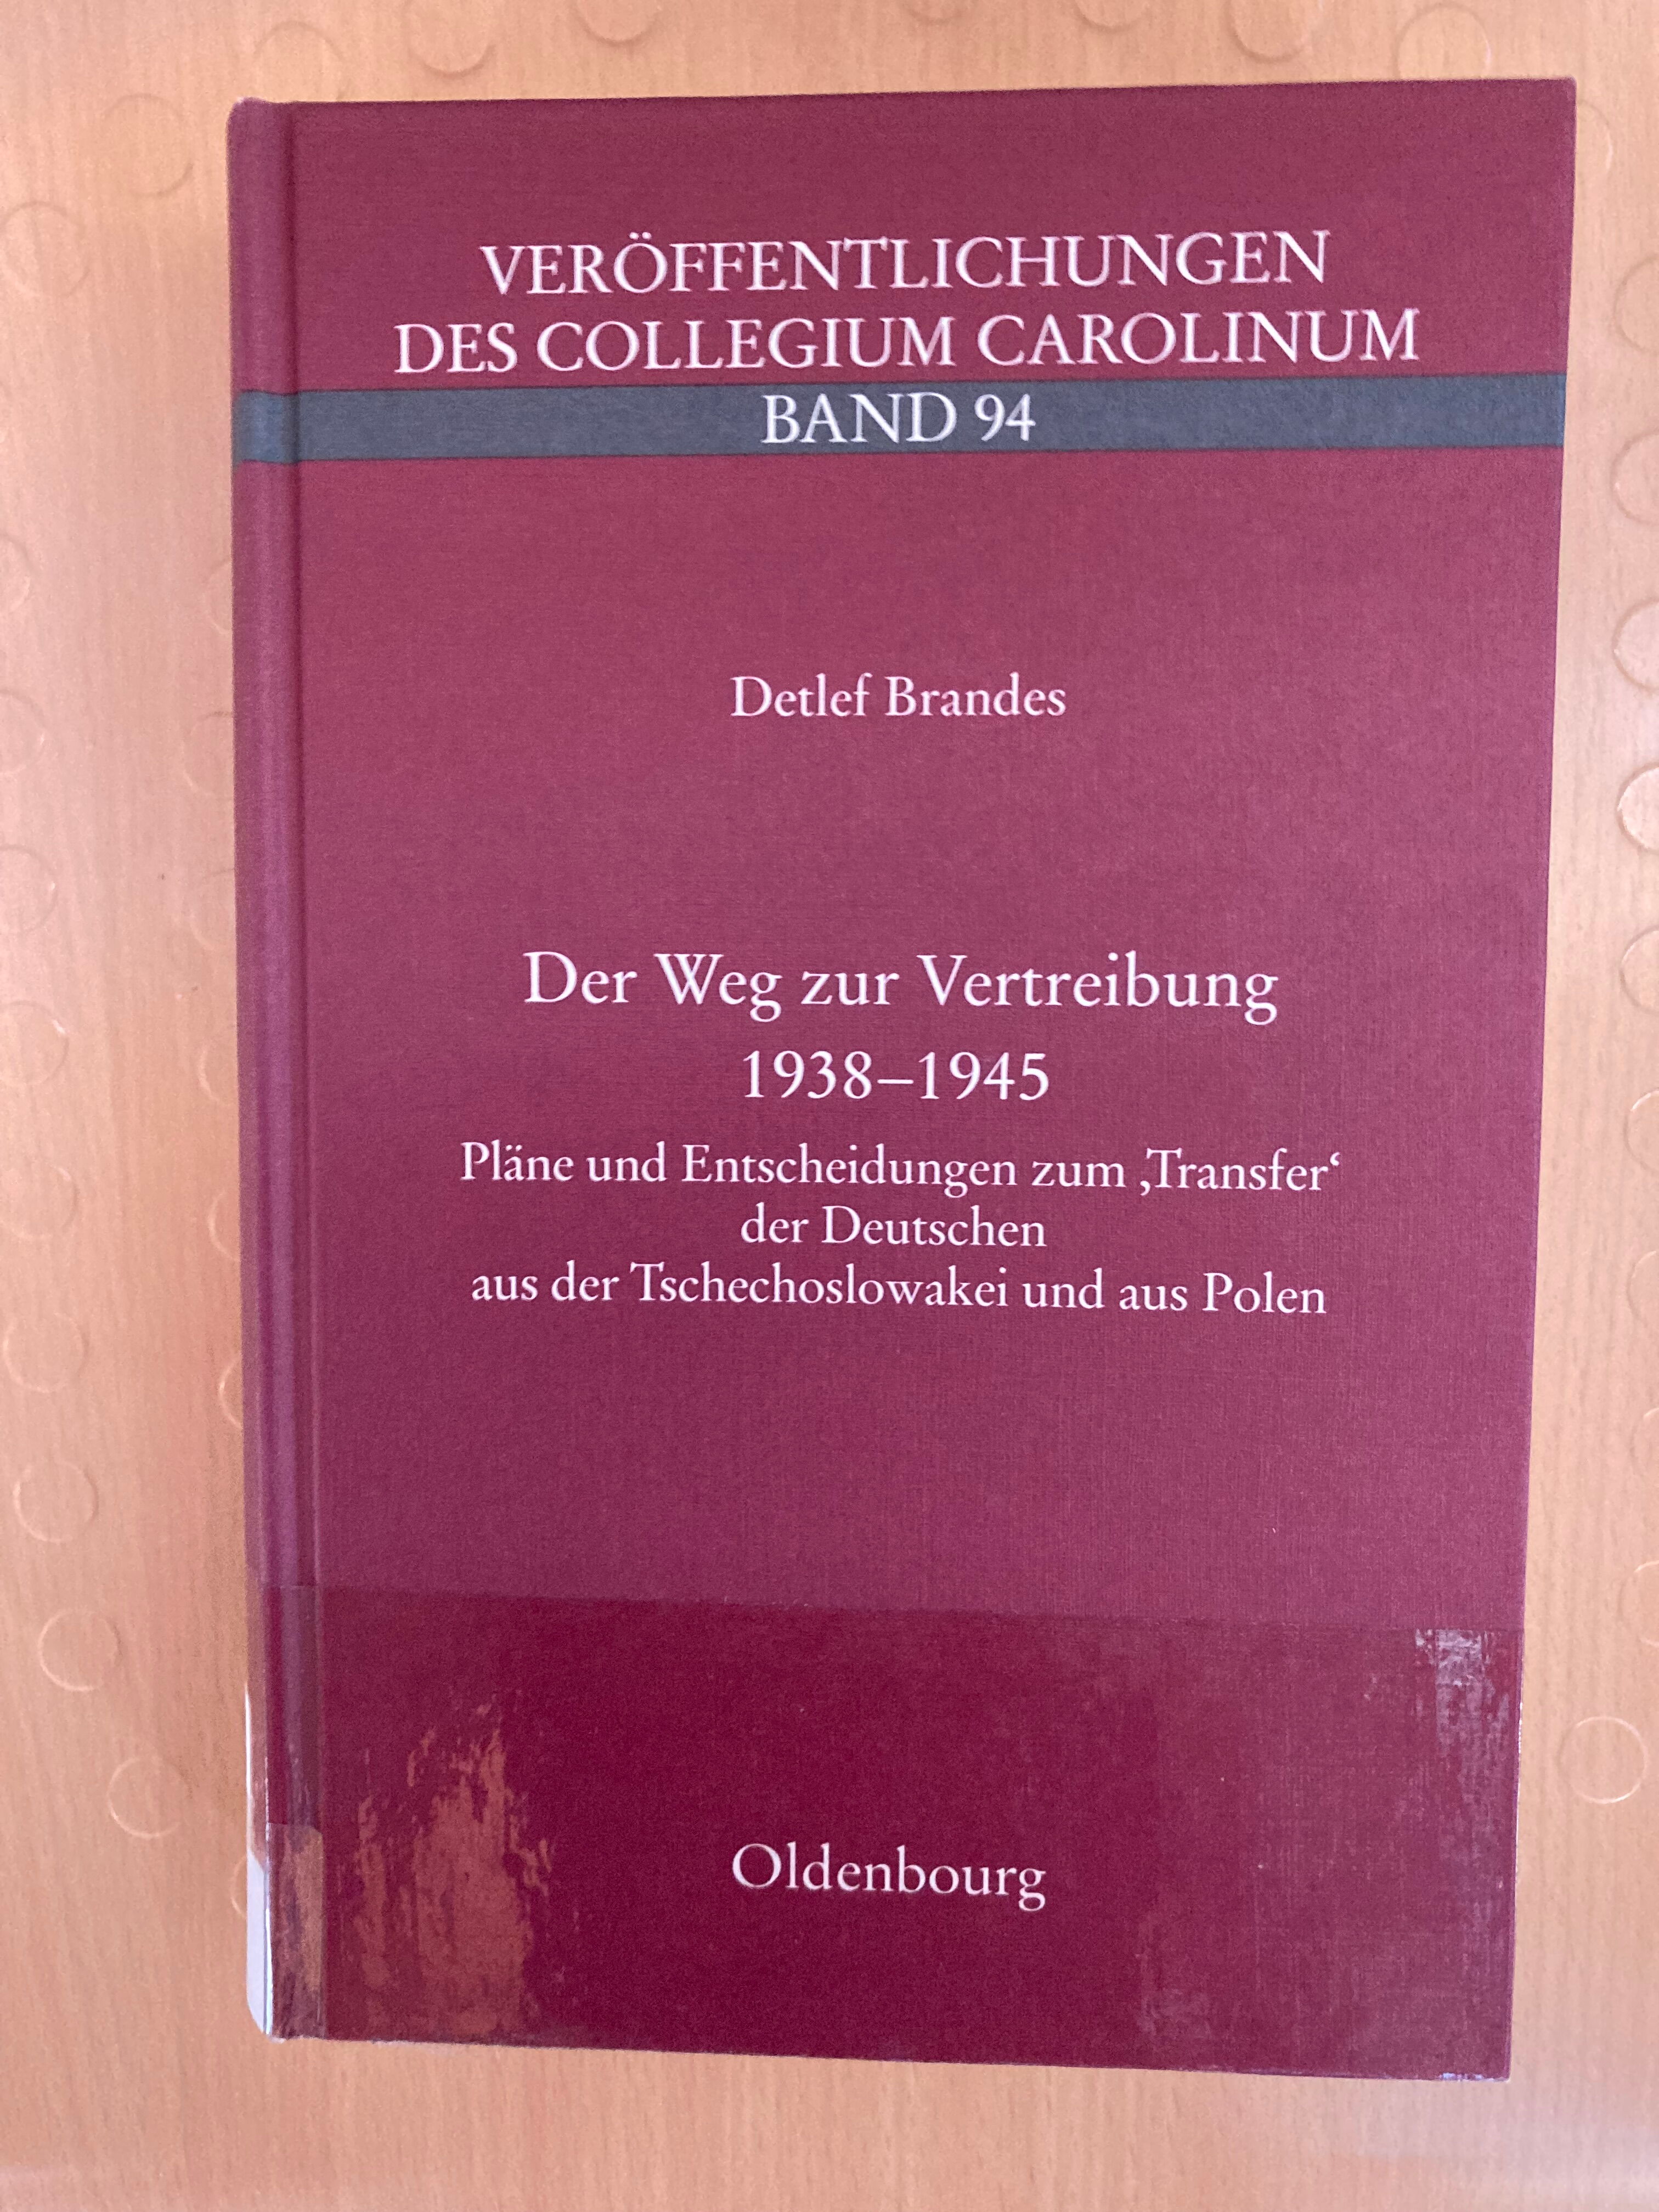 VERÖFFENTLICHUNGEN
DES COLLEGIUM CAROLINUM
BAND 94
Detlef Brandes
Der Weg zur Vertreibung
1938–1945
Pläne und Entscheidungen zum ‚Transfer‘
der Deutschen
aus der Tschechoslowakei und aus Polen
Oldenbourg